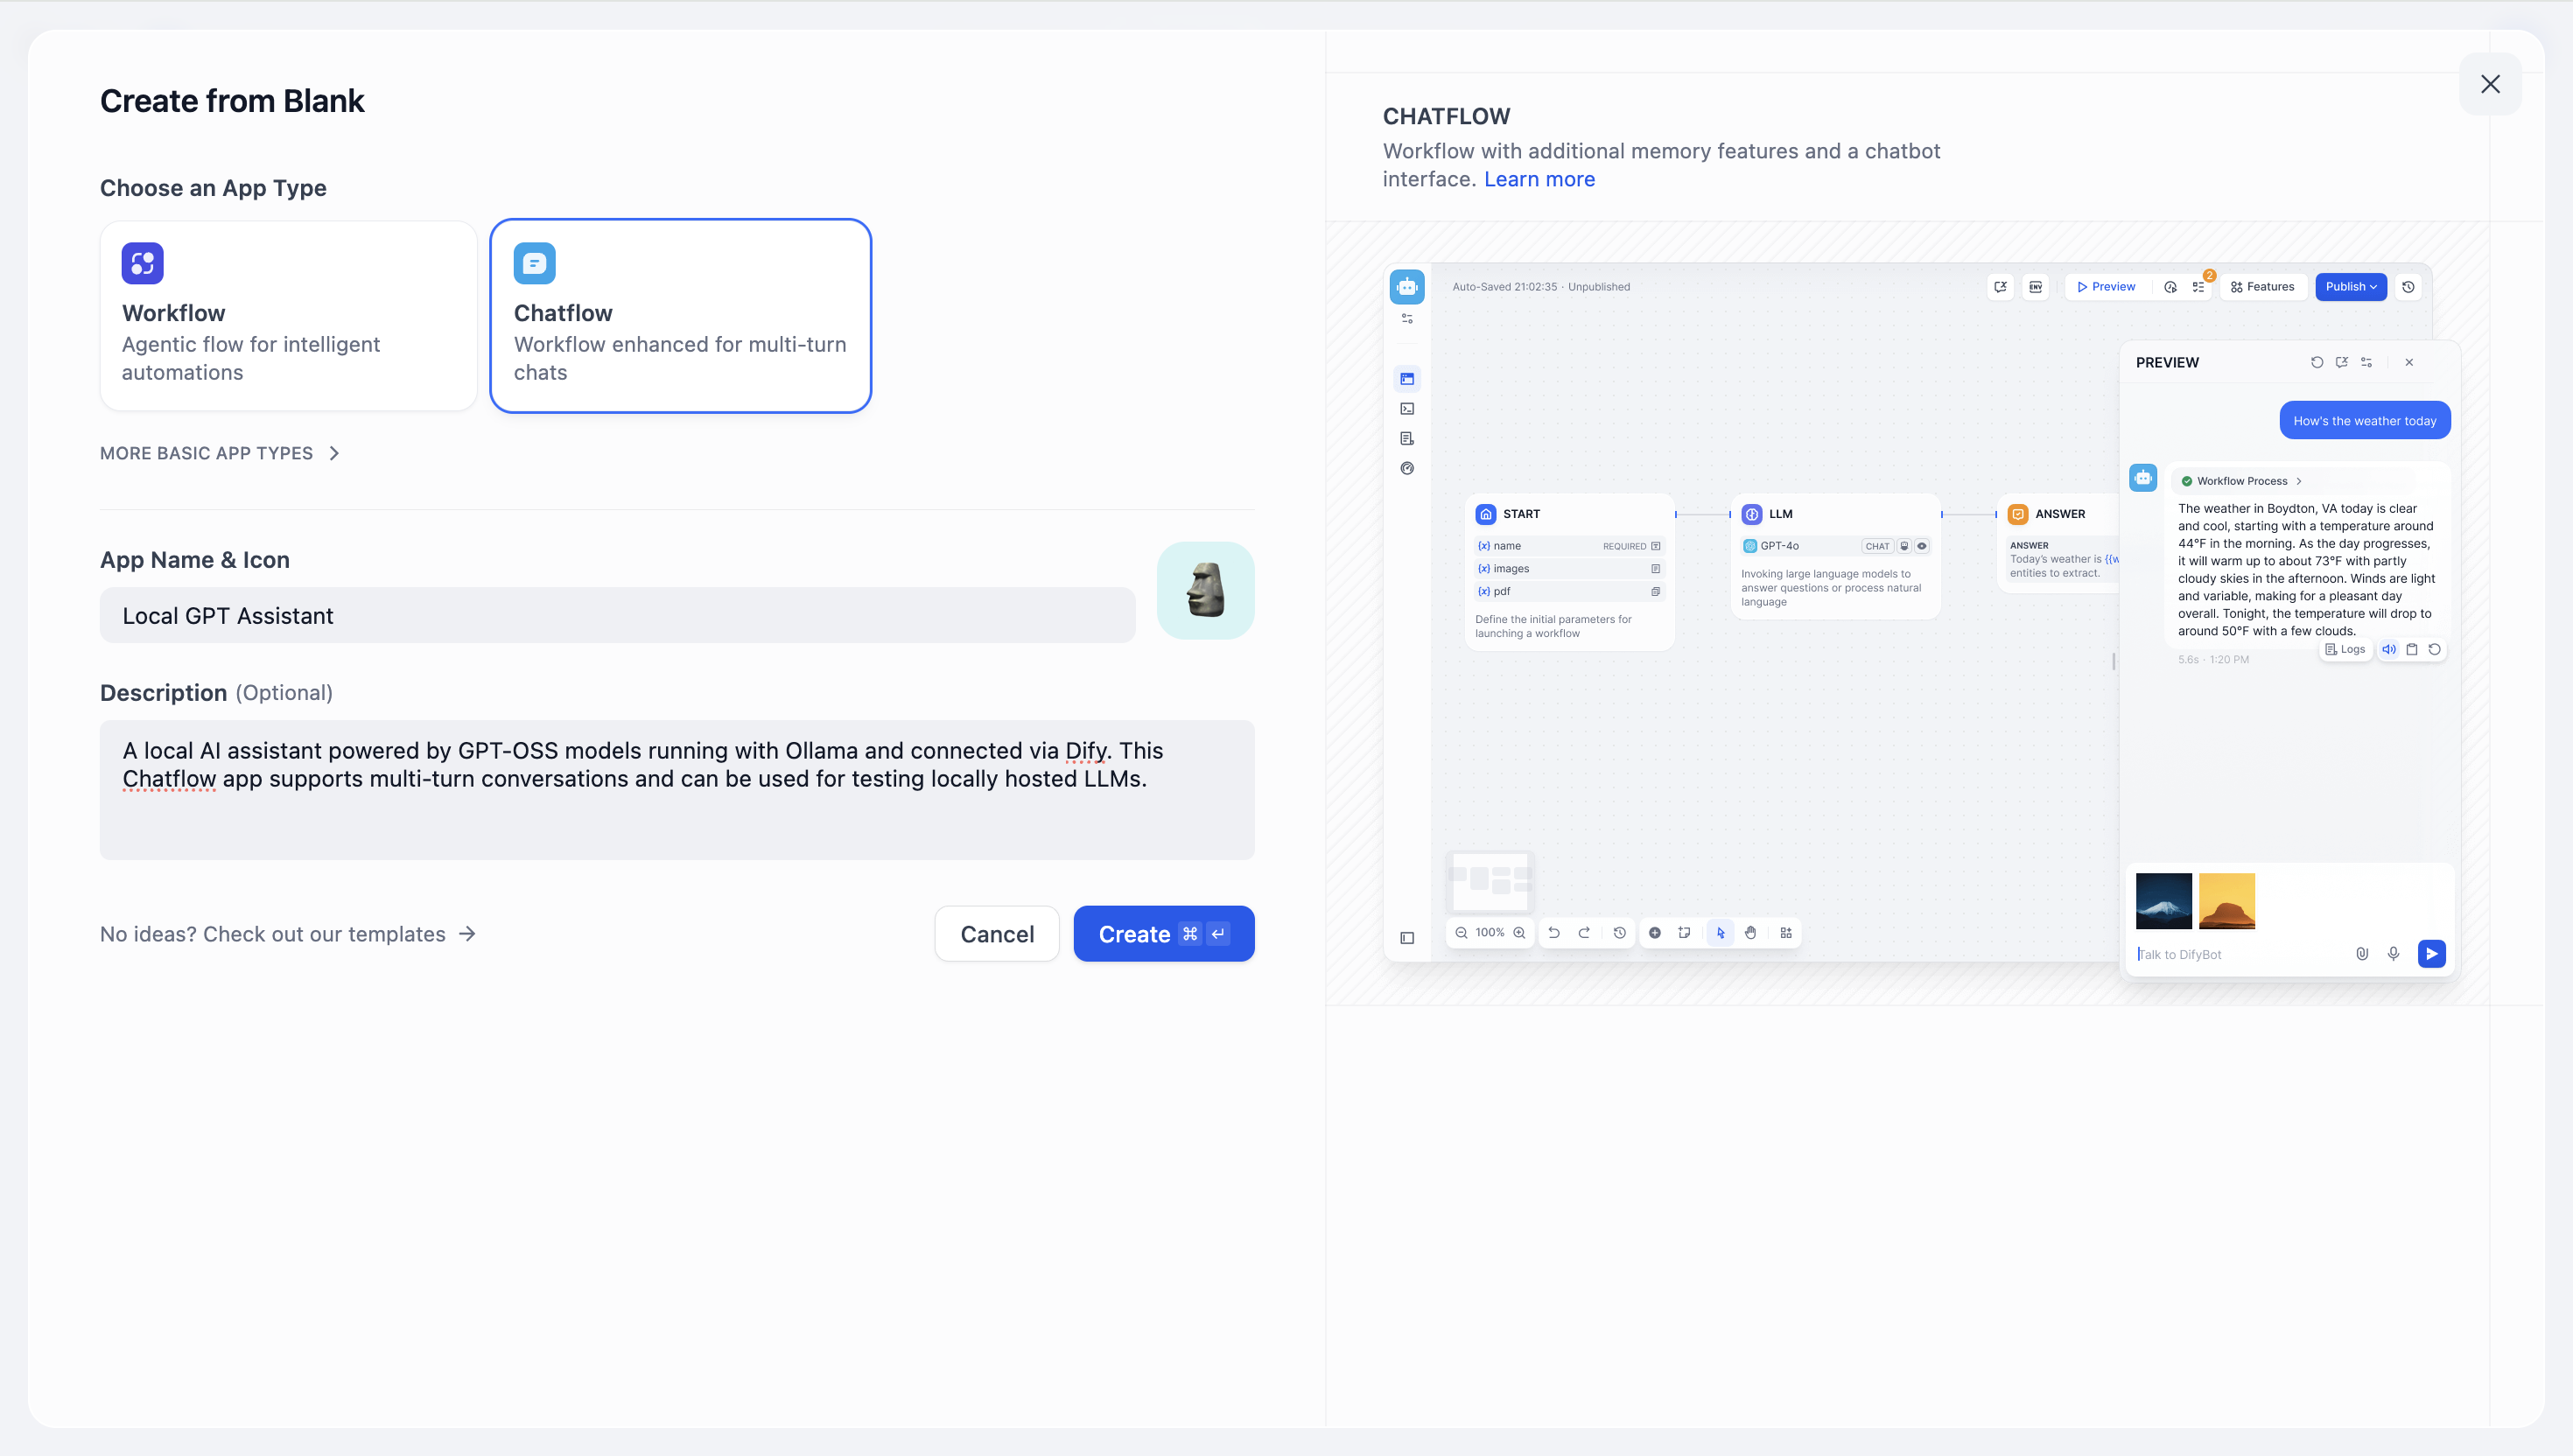 Create from Blank
Choose an App Type
Workflow
Agentic flow for intelligent
automations
Chatflow
Workflow enhanced for multi-turn
chats
MORE BASIC APP TYPES
App Name & Icon
Local GPT Assistant
Description (Optional)
A local AI assistant powered by GPT-OSS models running with Ollama and connected via Dify. This
Chatflow app supports multi-turn conversations and can be used for testing locally hosted LLMs.
No ideas? Check out our templates
Cancel
Create ⌘ ↵
CHATFLOW
Workflow with additional memory features and a chatbot
interface. Learn more
Auto-Saved 21:02:35 · Unpublished
ENV
Preview
2
Features
Publish
PREVIEW
How's the weather today
Workflow Process
The weather in Boydton, VA today is clear
and cool, starting with a temperature around
44°F in the morning. As the day progresses,
it will warm up to about 73°F with partly
cloudy skies in the afternoon. Winds are light
and variable, making for a pleasant day
overall. Tonight, the temperature will drop to
around 50°F with a few clouds.
Logs
5.6s · 1:20 PM
START
{x} name REQUIRED
{x} images
{x} pdf
Define the initial parameters for
launching a workflow
LLM
GPT-4o CHAT
Invoking large language models to
answer questions or process natural
language
ANSWER
ANSWER
Today's weather is {{w
entities to extract.
100%
Talk to DifyBot